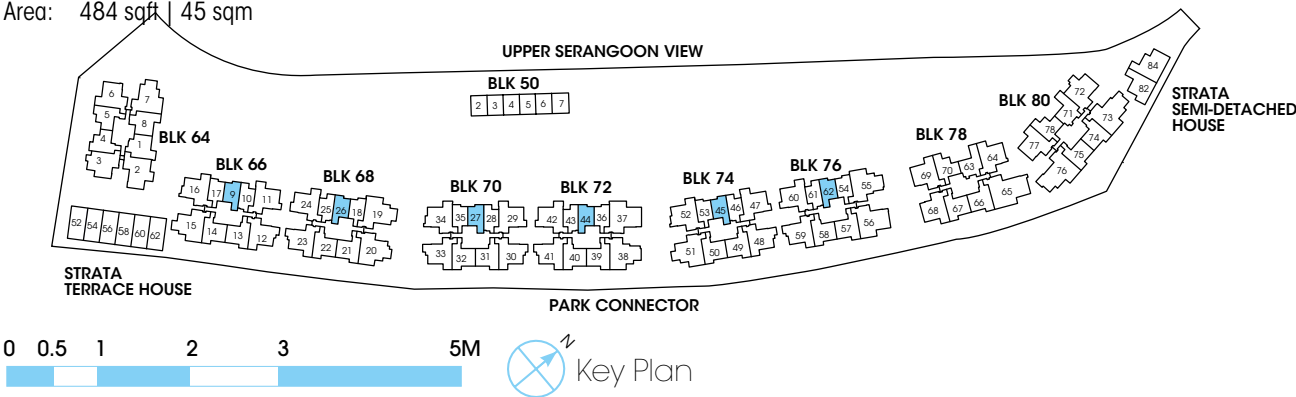 Area: 484 sqft | 45 sqm
UPPER SERANGOON VIEW
BLK 50
2 3 4 5 6 7
BLK 64
6 7
5 8
4 1
3 2
BLK 66
16 17 9 10 11
15 14 13 12
BLK 68
24 25 26 18 19
23 22 21 20
BLK 70
34 35 27 28 29
33 32 31 30
BLK 72
42 43 44 36 37
41 40 39 38
BLK 74
52 53 45 46 47
51 50 49 48
BLK 76
60 61 62 54 55
59 58 57 56
BLK 78
69 70 63 64
68 67 66 65
BLK 80
72
71 73
78 74
77 75
76
84
82
STRATA
SEMI-DETACHED
HOUSE
52 54 56 58 60 62
STRATA
TERRACE HOUSE
PARK CONNECTOR
0 0.5 1 2 3 5M
N
Key Plan